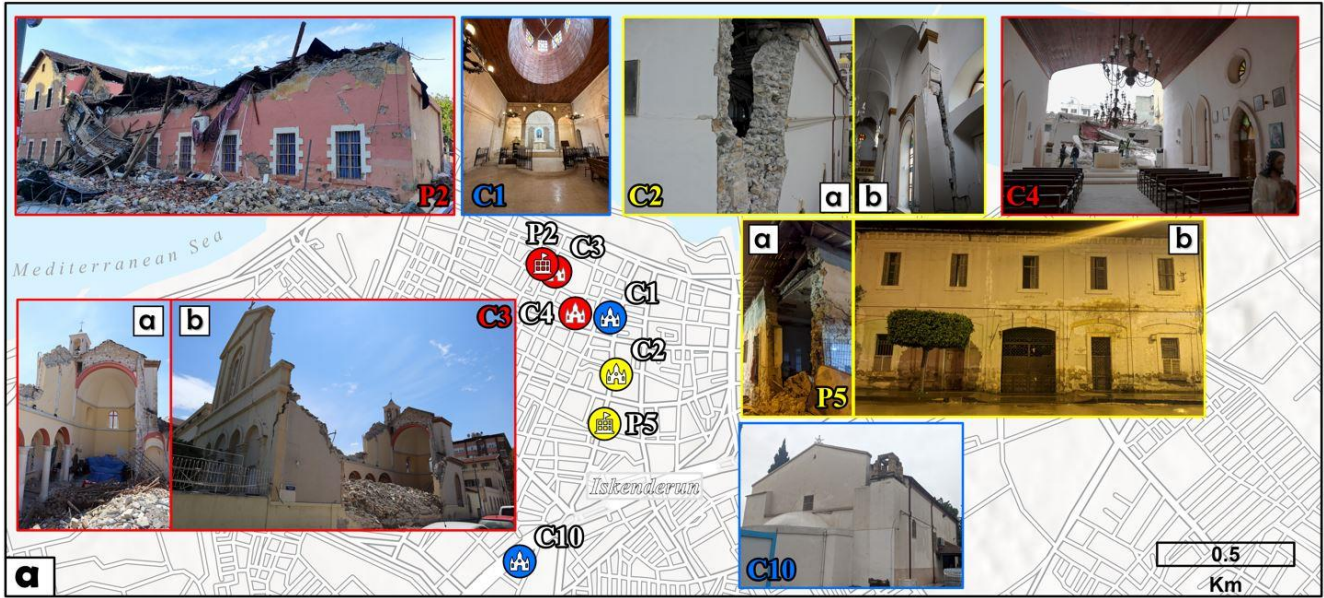 P2
C1
C2
a
b
C4
Mediterranean Sea
P2
C3
C4
C1
C2
P5
a
b
C3
a
b
P5
Iskenderun
C10
C10
a
0.5
Km